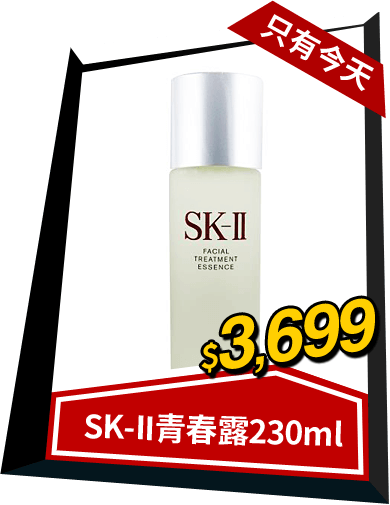 只有今天
SK-II
FACIAL
TREATMENT
ESSENCE
$3,699
SK-II青春露230ml